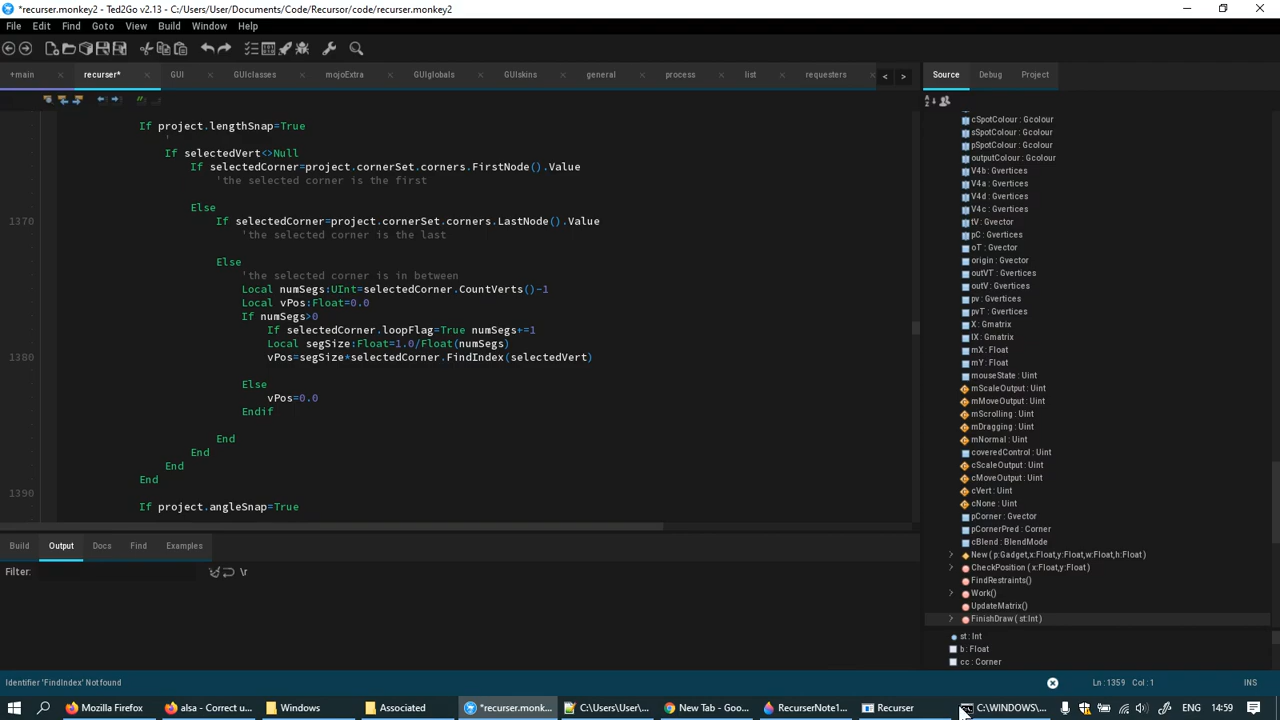 *recurser.monkey2 - Ted2Go v2.13 - C:/Users/User/Documents/Code/Recursor/code/recurser.monkey2
File Edit Find Goto View Build Window Help
+main recurser* GUI GUIclasses mojoExtra GUIglobals GUIskins general process list requesters < >
Source Debug Project
If project.lengthSnap=True
'
If selectedVert<>Null
If selectedCorner=project.cornerSet.corners.FirstNode().Value
'the selected corner is the first
Else
1370 If selectedCorner=project.cornerSet.corners.LastNode().Value
'the selected corner is the last
Else
'the selected corner is in between
Local numSegs:UInt=selectedCorner.CountVerts()-1
Local vPos:Float=0.0
If numSegs>0
If selectedCorner.loopFlag=True numSegs+=1
Local segSize:Float=1.0/Float(numSegs)
1380 vPos=segSize*selectedCorner.FindIndex(selectedVert)
Else
vPos=0.0
Endif
End
End
End
End
1390
If project.angleSnap=True
cSpotColour : Gcolour
sSpotColour : Gcolour
pSpotColour : Gcolour
outputColour : Gcolour
V4b : Gvertices
V4a : Gvertices
V4d : Gvertices
V4c : Gvertices
tV : Gvector
pC : Gvertices
oT : Gvector
origin : Gvector
outVT : Gvertices
outV : Gvertices
pv : Gvertices
pvT : Gvertices
X : Gmatrix
IX : Gmatrix
mX : Float
mY : Float
mouseState : Uint
mScaleOutput : Uint
mMoveOutput : Uint
mScrolling : Uint
mDragging : Uint
mNormal : Uint
coveredControl : Uint
cScaleOutput : Uint
cMoveOutput : Uint
cVert : Uint
cNone : Uint
pCorner : Gvector
pCornerPred : Corner
cBlend : BlendMode
New ( p:Gadget,x:Float,y:Float,w:Float,h:Float )
CheckPosition ( x:Float,y:Float )
FindRestraints()
Work()
UpdateMatrix()
FinishDraw ( st:Int )
st : Int
b : Float
cc : Corner
Build Output Docs Find Examples
Filter: \r
Identifier 'FindIndex' Not found
Ln : 1359 Col : 1 INS
Mozilla Firefox alsa - Correct u... Windows Associated *recurser.monk... C:\Users\User\... New Tab - Goo... RecurserNote1... Recurser C:\WINDOWS\... 14:59